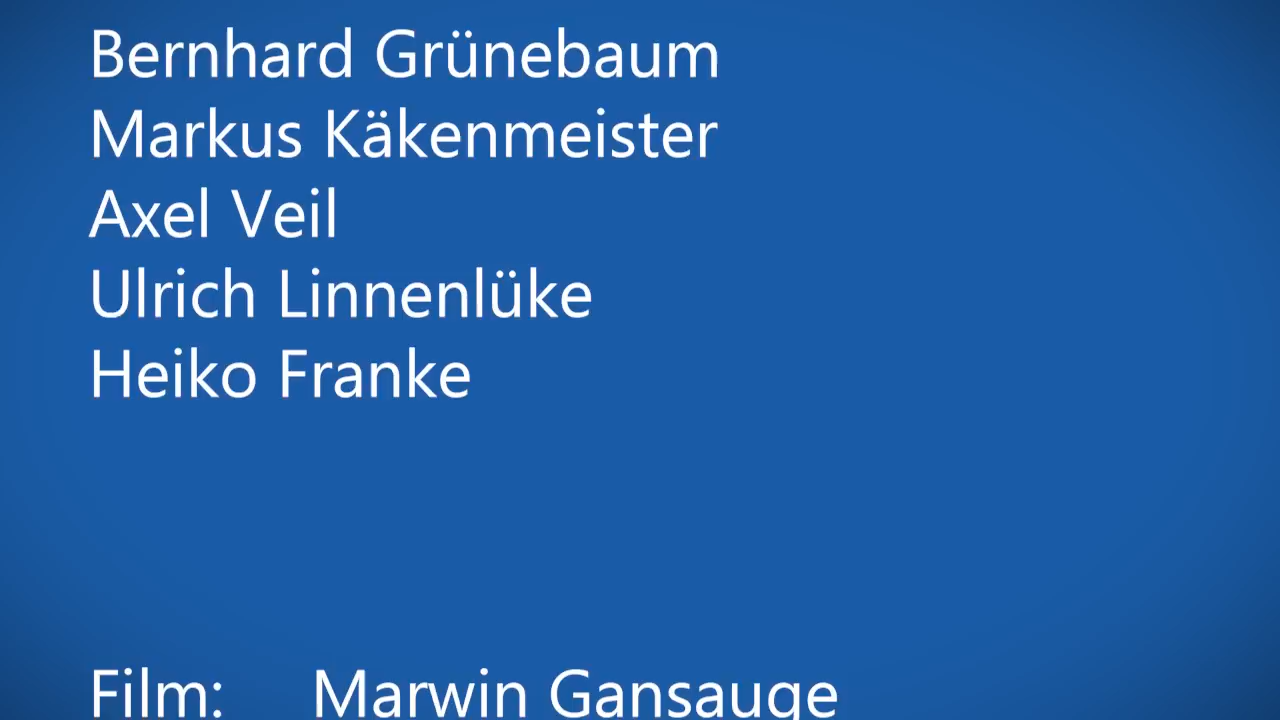 Bernhard Grünebaum
Markus Käkenmeister
Axel Veil
Ulrich Linnenlüke
Heiko Franke
Film: Marwin Gansauge